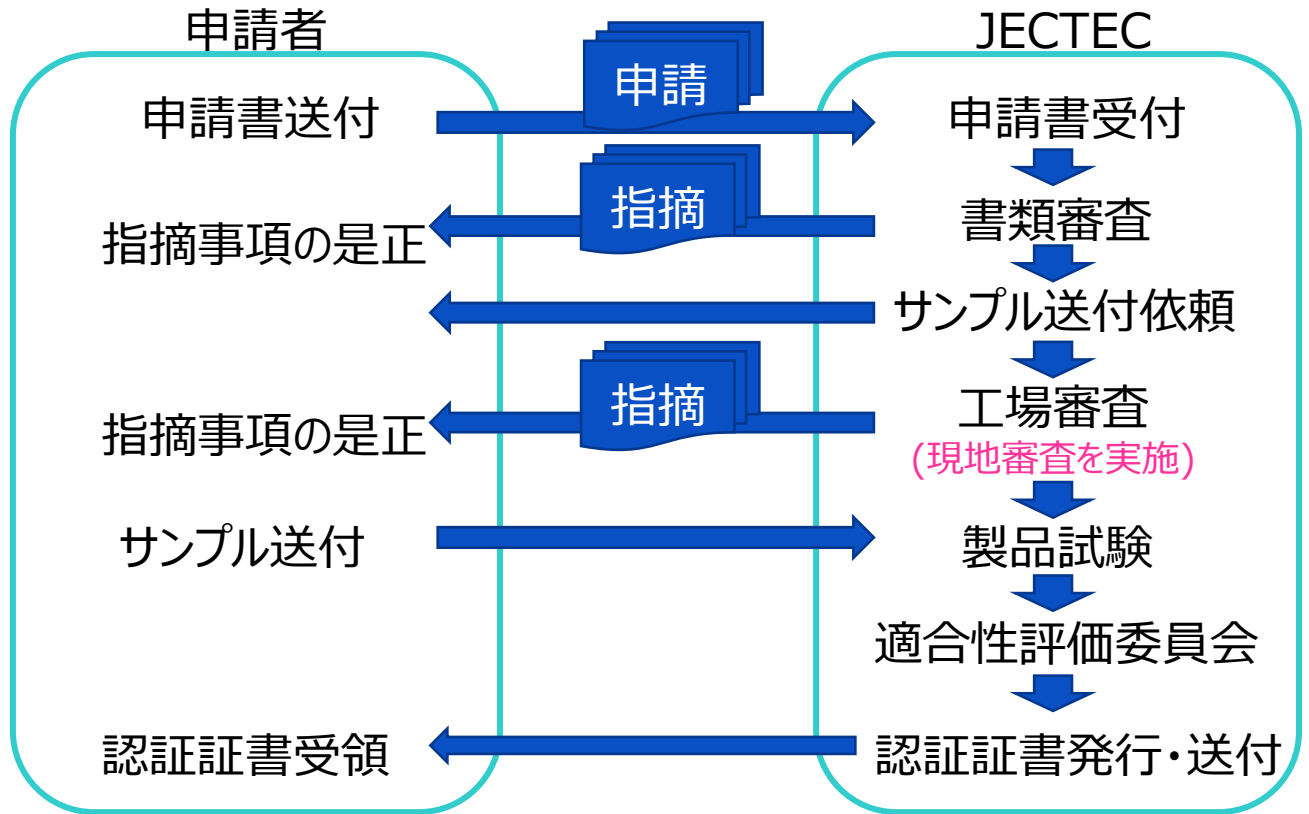 申請者
JECTEC
申請書送付
申請
申請書受付
指摘事項の是正
指摘
書類審査
サンプル送付依頼
指摘事項の是正
指摘
工場審査
(現地審査を実施)
サンプル送付
製品試験
適合性評価委員会
認証証書受領
認証証書発行・送付